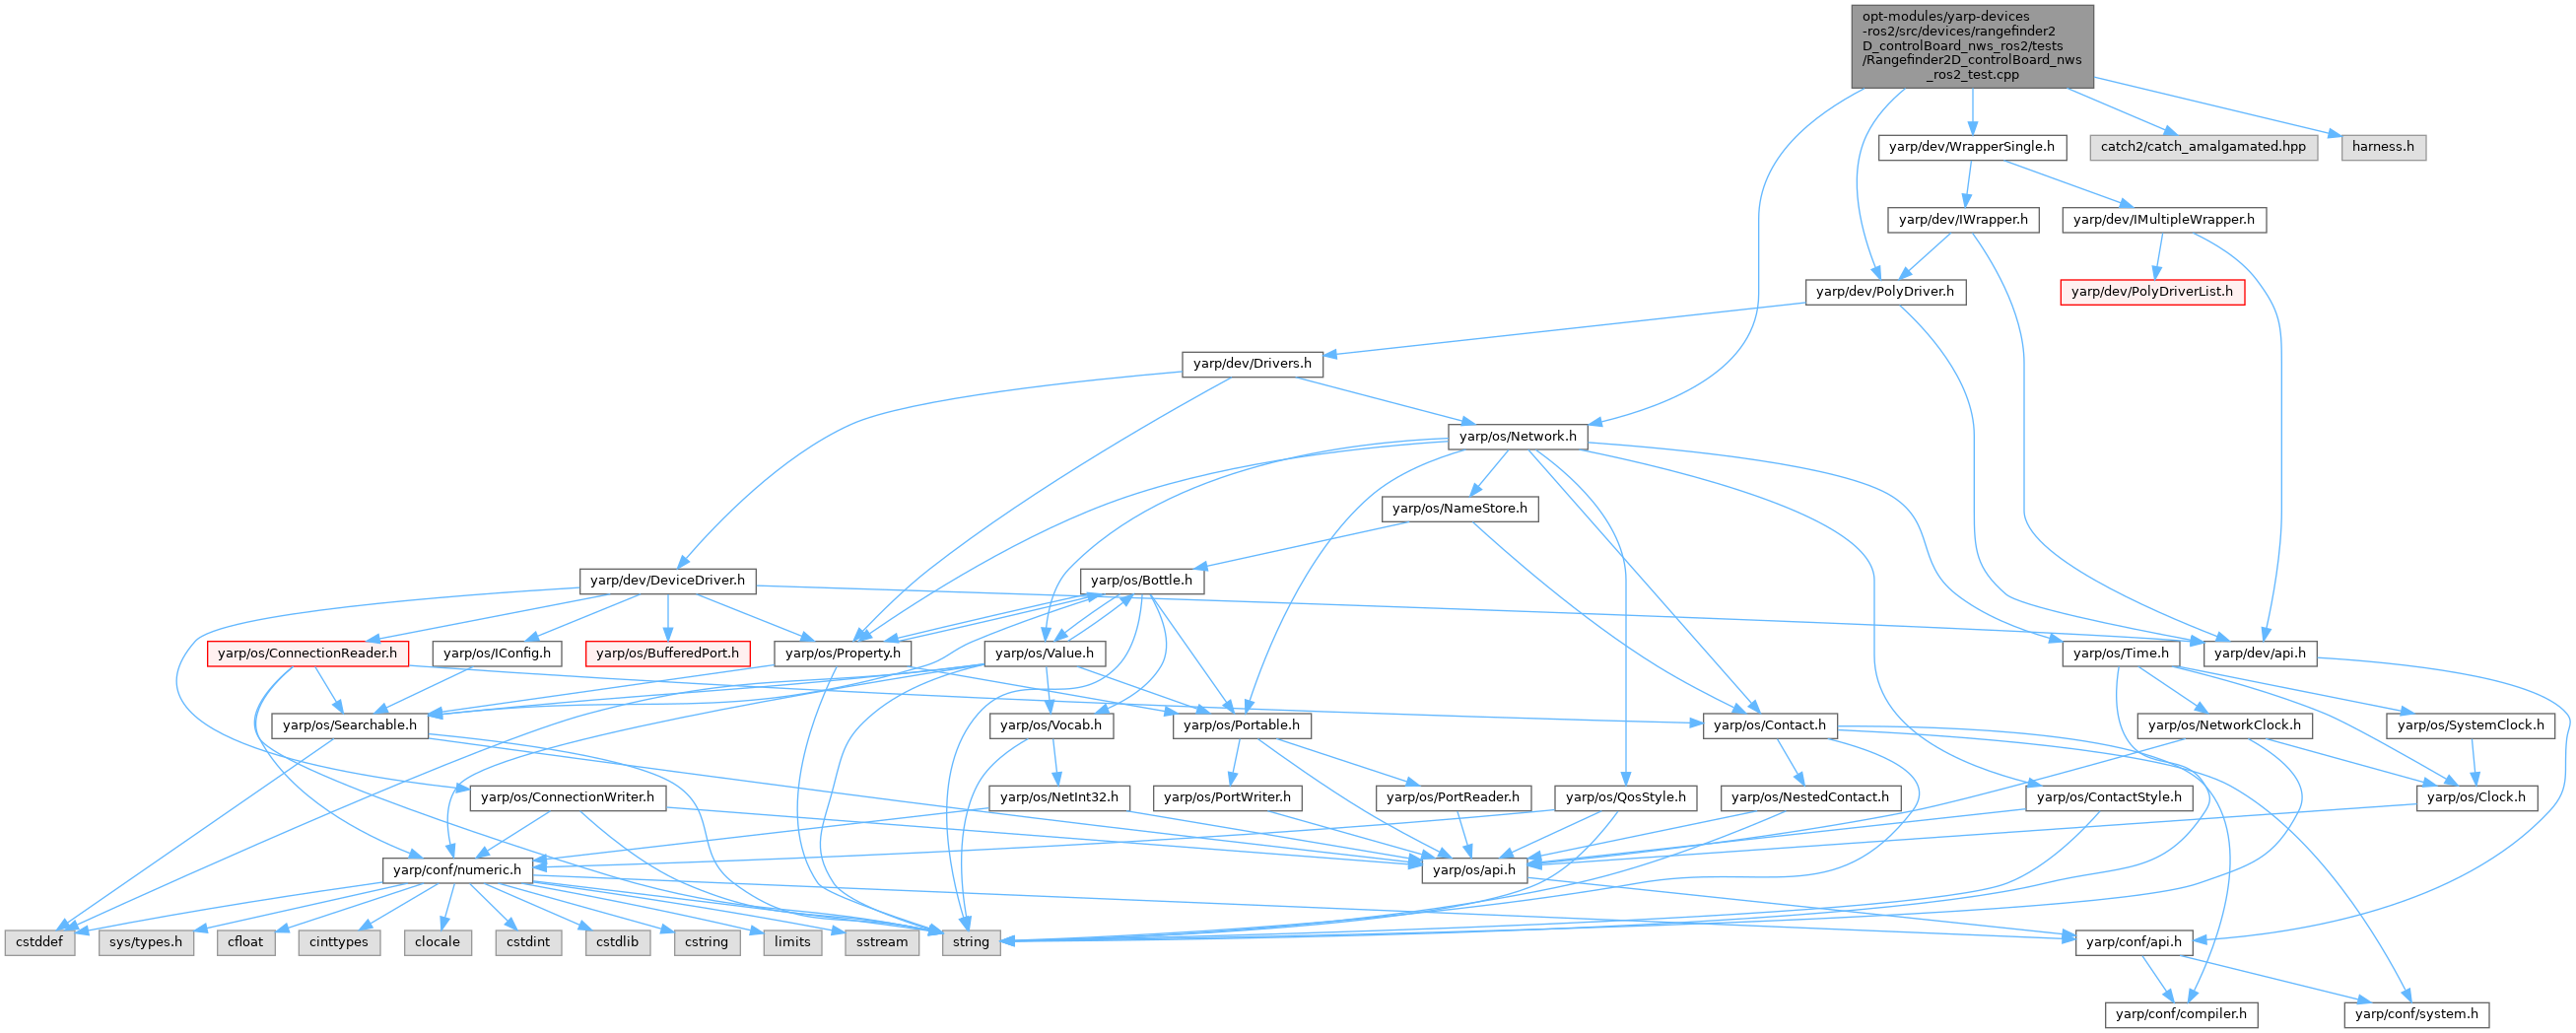 opt-modules/yarp-devices
-ros2/src/devices/rangefinder2
D_controlBoard_nws_ros2/tests
/Rangefinder2D_controlBoard_nws
_ros2_test.cpp
yarp/dev/WrapperSingle.h
catch2/catch_amalgamated.hpp
harness.h
yarp/dev/IWrapper.h
yarp/dev/IMultipleWrapper.h
yarp/dev/PolyDriver.h
yarp/dev/PolyDriverList.h
yarp/dev/Drivers.h
yarp/os/Network.h
yarp/os/NameStore.h
yarp/dev/DeviceDriver.h
yarp/os/Bottle.h
yarp/os/ConnectionReader.h
yarp/os/IConfig.h
yarp/os/BufferedPort.h
yarp/os/Property.h
yarp/os/Value.h
yarp/os/Time.h
yarp/dev/api.h
yarp/os/Searchable.h
yarp/os/Vocab.h
yarp/os/Portable.h
yarp/os/Contact.h
yarp/os/NetworkClock.h
yarp/os/SystemClock.h
yarp/os/ConnectionWriter.h
yarp/os/NetInt32.h
yarp/os/PortWriter.h
yarp/os/PortReader.h
yarp/os/QosStyle.h
yarp/os/NestedContact.h
yarp/os/ContactStyle.h
yarp/os/Clock.h
yarp/conf/numeric.h
yarp/os/api.h
cstddef
sys/types.h
cfloat
cinttypes
clocale
cstdint
cstdlib
cstring
limits
sstream
string
yarp/conf/api.h
yarp/conf/compiler.h
yarp/conf/system.h